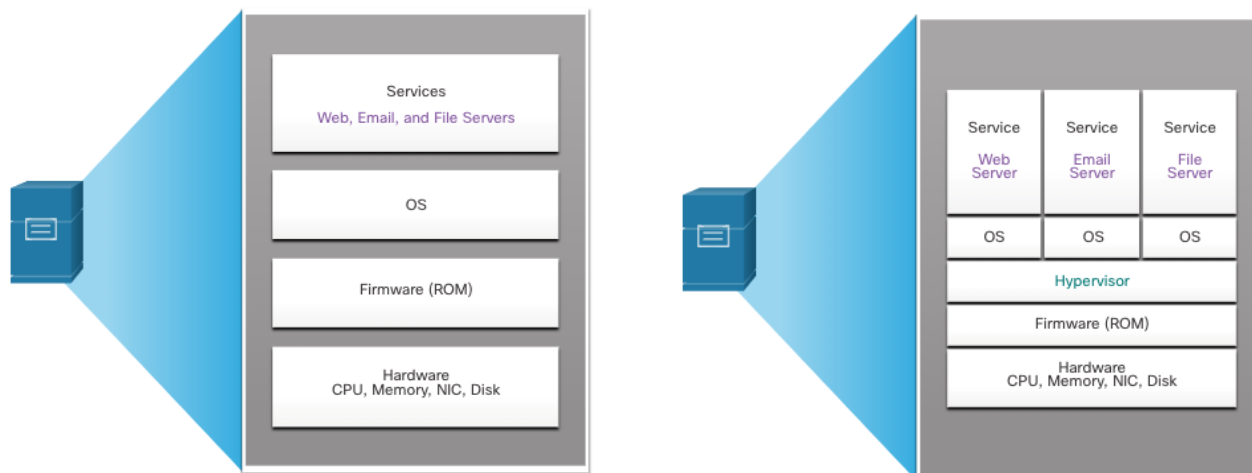 Services
Web, Email, and File Servers
OS
Firmware (ROM)
Hardware
CPU, Memory, NIC, Disk
Service
Web
Server
Service
Email
Server
Service
File
Server
OS
OS
OS
Hypervisor
Firmware (ROM)
Hardware
CPU, Memory, NIC, Disk